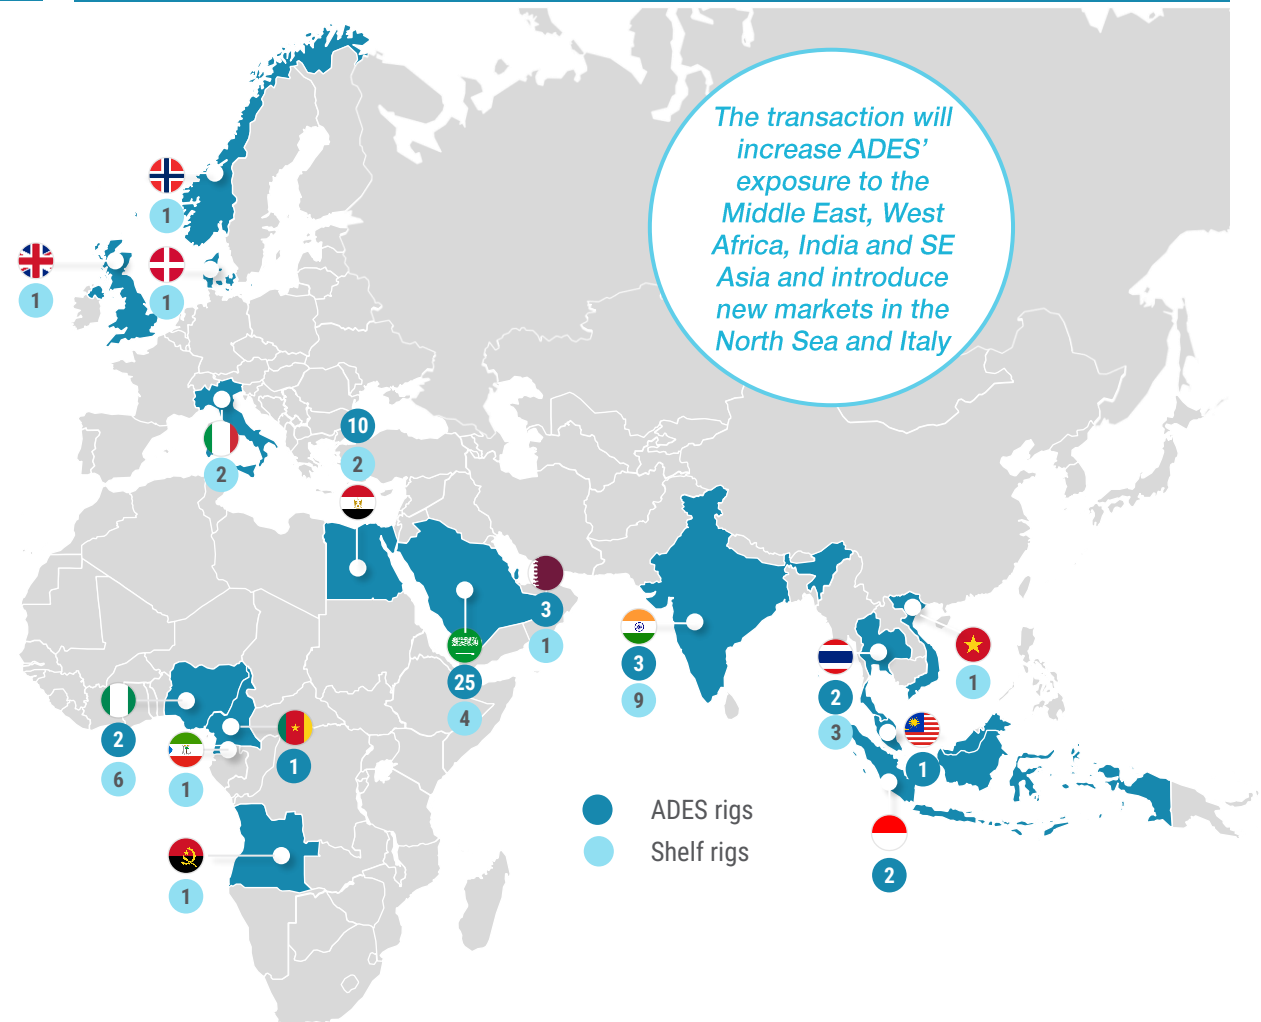 The transaction will
increase ADES’
exposure to the
Middle East, West
Africa, India and SE
Asia and introduce
new markets in the
North Sea and Italy
1
1
1
2
10
2
3
1
25
4
3
9
2
3
1
1
2
2
6
1
1
1
ADES rigs
Shelf rigs